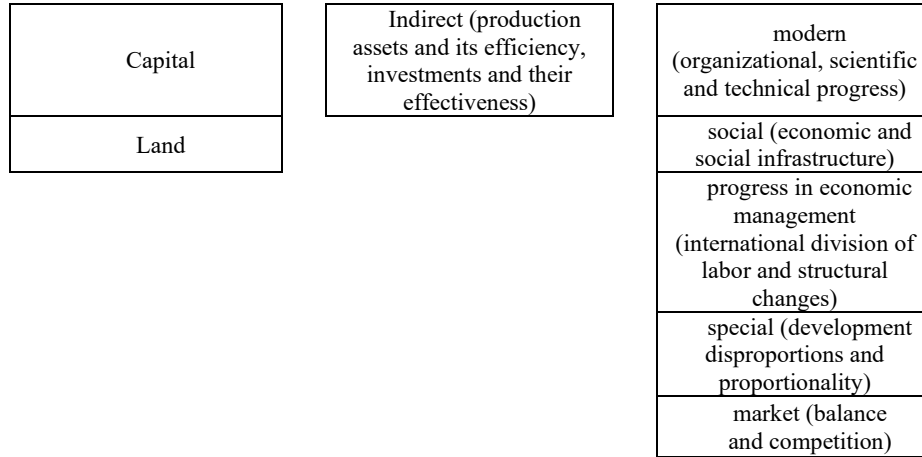 Capital
Land
Indirect (production
assets and its efficiency,
investments and their
effectiveness)
modern
(organizational, scientific
and technical progress)
social (economic and
social infrastructure)
progress in economic
management
(international division of
labor and structural
changes)
special (development
disproportions and
proportionality)
market (balance
and competition)